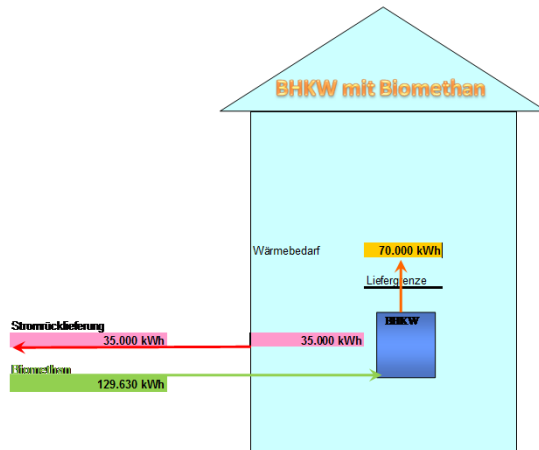 BHKW mit Biomethan
Wärmebedarf
70.000 kWh
Liefergrenze
BHKW
Stromrücklieferung
35.000 kWh
35.000 kWh
Biomethan
129.630 kWh